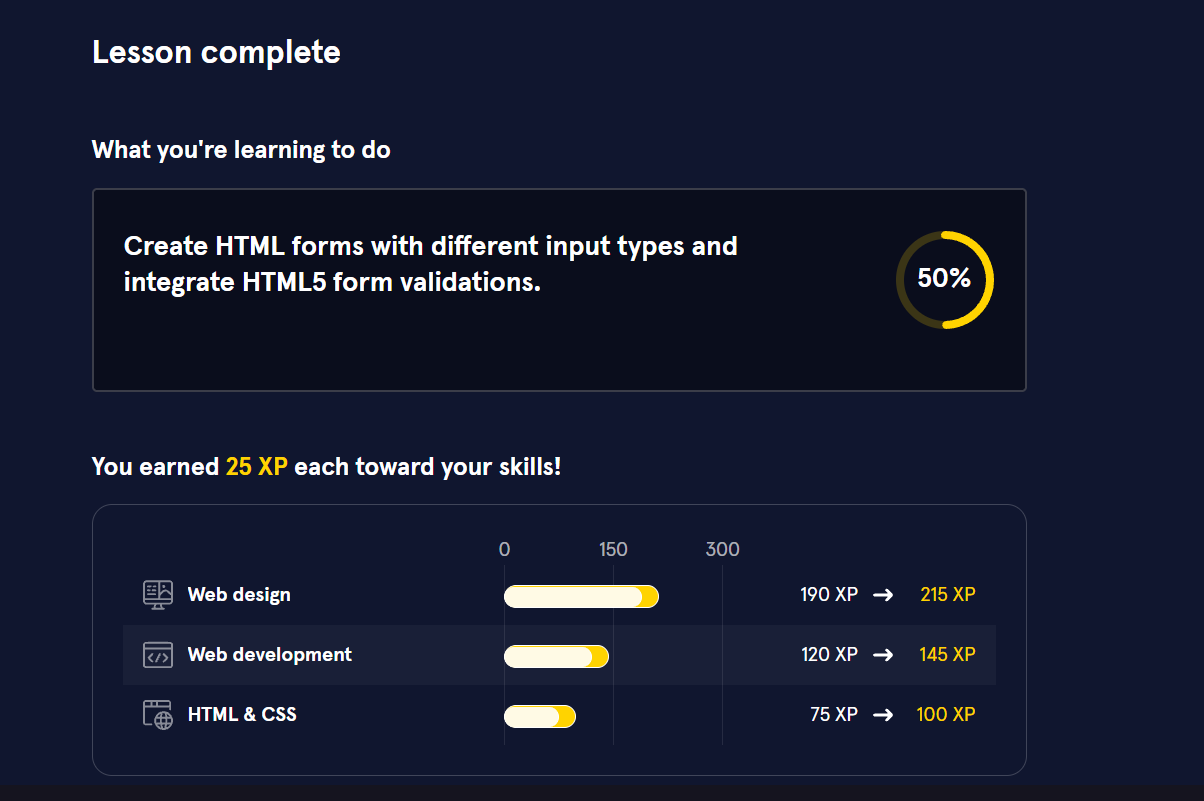 Lesson complete
What you're learning to do
Create HTML forms with different input types and
integrate HTML5 form validations.
50%
You earned 25 XP each toward your skills!
0 150 300
Web design 190 XP → 215 XP
Web development 120 XP → 145 XP
HTML & CSS 75 XP → 100 XP